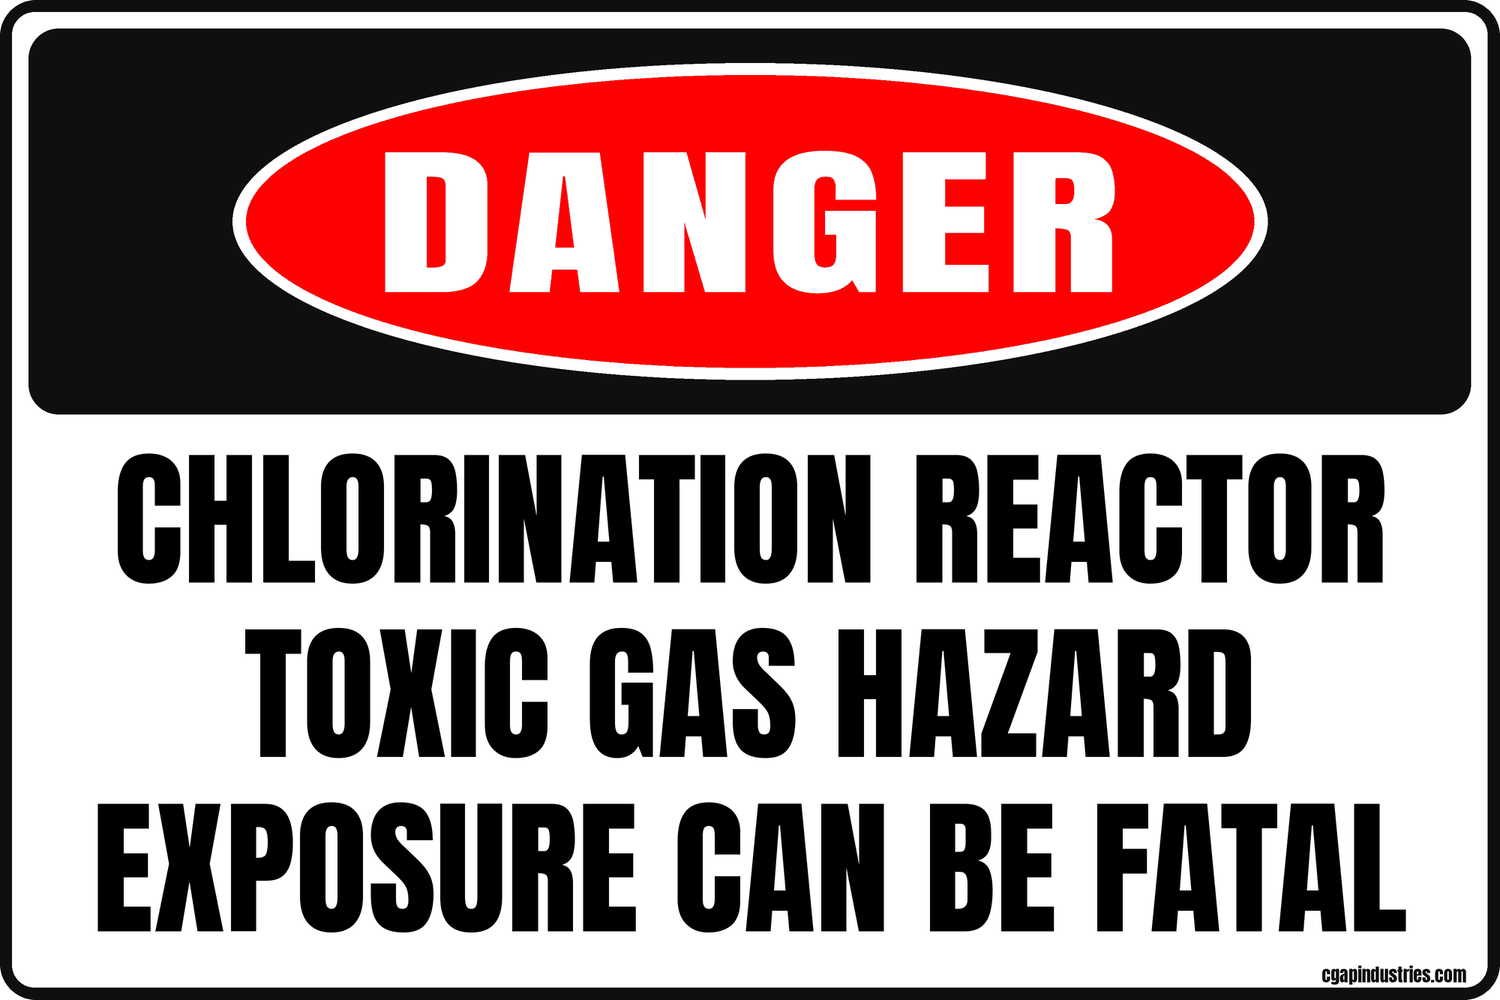 DANGER
CHLORINATION REACTOR
TOXIC GAS HAZARD
EXPOSURE CAN BE FATAL
cgapindustries.com